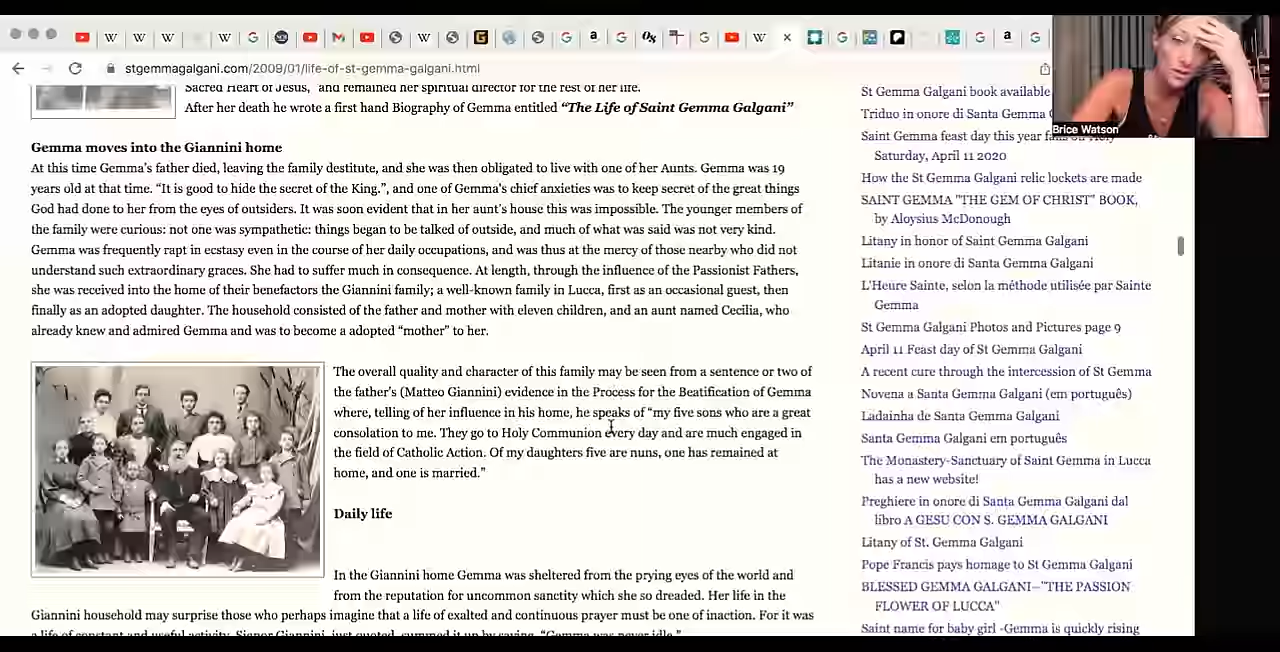 stgemmagalgani.com/2009/01/life-of-st-gemma-galgani.html
Brice Watson
Sacred Heart of Jesus," and remained her spiritual director for the rest of her life.
After her death he wrote a first hand Biography of Gemma entitled “The Life of Saint Gemma Galgani”
Gemma moves into the Giannini home
At this time Gemma’s father died, leaving the family destitute, and she was then obligated to live with one of her Aunts. Gemma was 19
years old at that time. “It is good to hide the secret of the King.”, and one of Gemma’s chief anxieties was to keep secret of the great things
God had done to her from the eyes of outsiders. It was soon evident that in her aunt’s house this was impossible. The younger members of
the family were curious: not one was sympathetic: things began to be talked of outside, and much of what was said was not very kind.
Gemma was frequently rapt in ecstasy even in the course of her daily occupations, and was thus at the mercy of those nearby who did not
understand such extraordinary graces. She had to suffer much in consequence. At length, through the influence of the Passionist Fathers,
she was received into the home of their benefactors the Giannini family; a well-known family in Lucca, first as an occasional guest, then
finally as an adopted daughter. The household consisted of the father and mother with eleven children, and an aunt named Cecilia, who
already knew and admired Gemma and was to become a adopted “mother” to her.
The overall quality and character of this family may be seen from a sentence or two of
the father’s (Matteo Giannini) evidence in the Process for the Beatification of Gemma
where, telling of her influence in his home, he speaks of “my five sons who are a great
consolation to me. They go to Holy Communion every day and are much engaged in
the field of Catholic Action. Of my daughters five are nuns, one has remained at
home, and one is married.”
Daily life
In the Giannini home Gemma was sheltered from the prying eyes of the world and
from the reputation for uncommon sanctity which she so dreaded. Her life in the
Giannini household may surprise those who perhaps imagine that a life of exalted and continuous prayer must be one of inaction. For it was
a life of constant and useful activity. Signor Giannini, just quoted, summed it up by saying, “Gemma was never idle.”
St Gemma Galgani book available
Triduo in onore di Santa Gemma
Saint Gemma feast day this year falls on Holy
Saturday, April 11 2020
How the St Gemma Galgani relic lockets are made
SAINT GEMMA "THE GEM OF CHRIST" BOOK,
by Aloysius McDonough
Litany in honor of Saint Gemma Galgani
Litanie in onore di Santa Gemma Galgani
L'Heure Sainte, selon la méthode utilisée par Sainte
Gemma
St Gemma Galgani Photos and Pictures page 9
April 11 Feast day of St Gemma Galgani
A recent cure through the intercession of St Gemma
Novena a Santa Gemma Galgani (em português)
Ladainha de Santa Gemma Galgani
Santa Gemma Galgani em português
The Monastery-Sanctuary of Saint Gemma in Lucca
has a new website!
Preghiere in onore di Santa Gemma Galgani dal
libro A GESU CON S. GEMMA GALGANI
Litany of St. Gemma Galgani
Pope Francis pays homage to St Gemma Galgani
BLESSED GEMMA GALGANI--"THE PASSION
FLOWER OF LUCCA"
Saint name for baby girl -Gemma is quickly rising